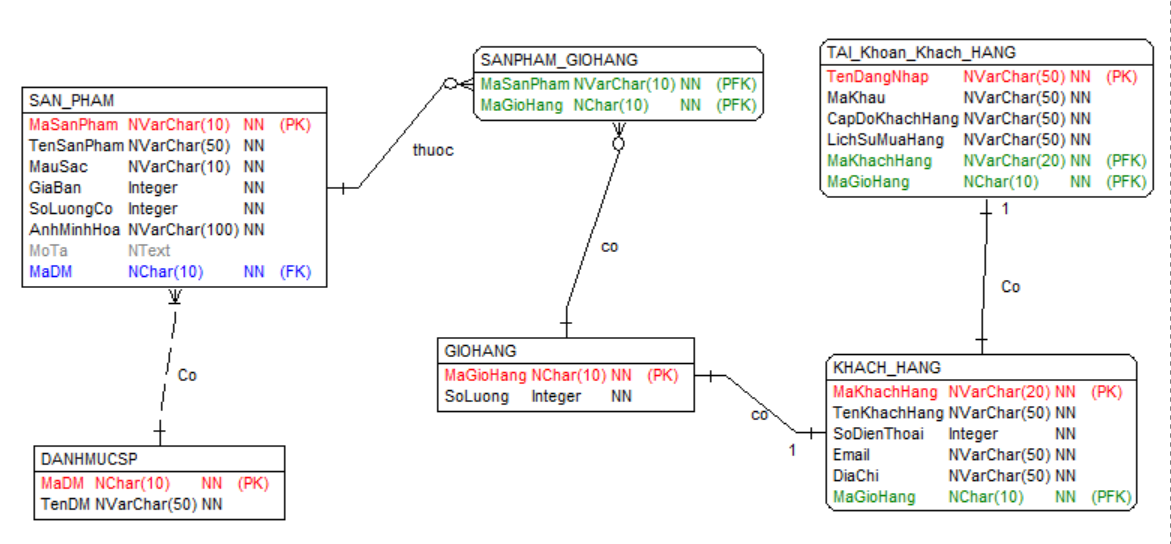 SAN_PHAM
MaSanPham NVarChar(10) NN (PK)
TenSanPham NVarChar(50) NN
MauSac NVarChar(10) NN
GiaBan Integer NN
SoLuongCo Integer NN
AnhMinhHoa NVarChar(100) NN
MoTa NText
MaDM NChar(10) NN (FK)
Co
DANHMUCSP
MaDM NChar(10) NN (PK)
TenDM NVarChar(50) NN
thuoc
SANPHAM_GIOHANG
MaSanPham NVarChar(10) NN (PFK)
MaGioHang NChar(10) NN (PFK)
co
GIOHANG
MaGioHang NChar(10) NN (PK)
SoLuong Integer NN
co
1
TAI_Khoan_Khach_HANG
TenDangNhap NVarChar(50) NN (PK)
MaKhau NVarChar(50) NN
CapDoKhachHang NVarChar(50) NN
LichSuMuaHang NVarChar(50) NN
MaKhachHang NVarChar(20) NN (PFK)
MaGioHang NChar(10) NN (PFK)
1
Co
KHACH_HANG
MaKhachHang NVarChar(20) NN (PK)
TenKhachHang NVarChar(50) NN
SoDienThoai Integer NN
Email NVarChar(50) NN
DiaChi NVarChar(50) NN
MaGioHang NChar(10) NN (PFK)